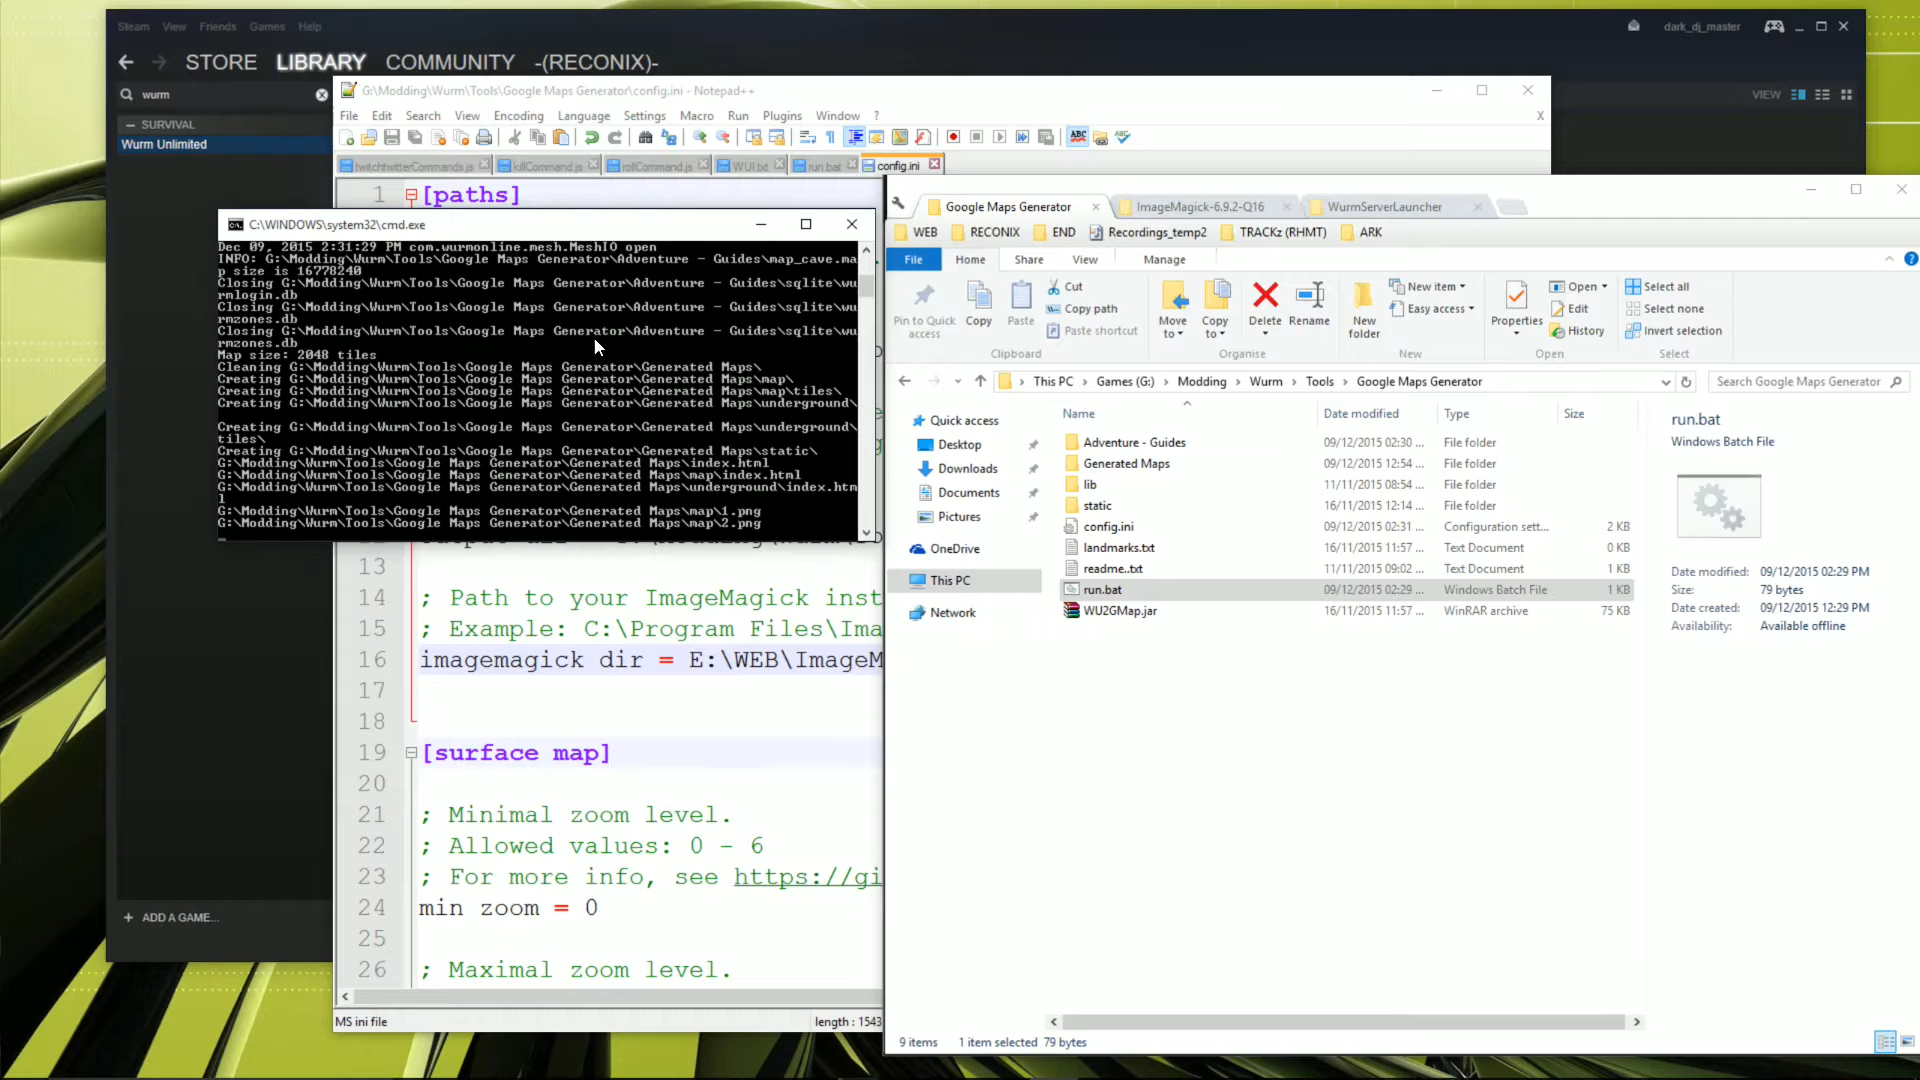 Steam View Friends Games Help
dark_dj_master
STORE LIBRARY COMMUNITY -(RECONIX)-
wurm
VIEW
SURVIVAL
Wurm Unlimited
+ ADD A GAME...
G:\Modding\Wurm\Tools\Google Maps Generator\config.ini - Notepad++
File Edit Search View Encoding Language Settings Macro Run Plugins Window ?
X
twitchtwitterCommands.js killCommand.js rollCommand.js WUI.txt run.bat config.ini
1 [paths]
13
14 ; Path to your ImageMagick inst
15 ; Example: C:\Program Files\Ima
16 imagemagick dir = E:\WEB\ImageM
17
18
19 [surface map]
20
21 ; Minimal zoom level.
22 ; Allowed values: 0 - 6
23 ; For more info, see https://gi
24 min zoom = 0
25
26 ; Maximal zoom level.
MS ini file length : 1543
C:\WINDOWS\system32\cmd.exe
Dec 09, 2015 2:31:29 PM com.wurmonline.mesh.MeshIO open
INFO: G:\Modding\Wurm\Tools\Google Maps Generator\Adventure - Guides\map_cave.ma
p size is 16778240
Closing G:\Modding\Wurm\Tools\Google Maps Generator\Adventure - Guides\sqlite\wu
rmlogin.db
Closing G:\Modding\Wurm\Tools\Google Maps Generator\Adventure - Guides\sqlite\wu
rmzones.db
Closing G:\Modding\Wurm\Tools\Google Maps Generator\Adventure - Guides\sqlite\wu
rmzones.db
Map size: 2048 tiles
Cleaning G:\Modding\Wurm\Tools\Google Maps Generator\Generated Maps\
Creating G:\Modding\Wurm\Tools\Google Maps Generator\Generated Maps\map\
Creating G:\Modding\Wurm\Tools\Google Maps Generator\Generated Maps\map\tiles\
Creating G:\Modding\Wurm\Tools\Google Maps Generator\Generated Maps\underground\
Creating G:\Modding\Wurm\Tools\Google Maps Generator\Generated Maps\underground\
tiles\
Creating G:\Modding\Wurm\Tools\Google Maps Generator\Generated Maps\static\
G:\Modding\Wurm\Tools\Google Maps Generator\Generated Maps\index.html
G:\Modding\Wurm\Tools\Google Maps Generator\Generated Maps\map\index.html
G:\Modding\Wurm\Tools\Google Maps Generator\Generated Maps\underground\index.htm
l
G:\Modding\Wurm\Tools\Google Maps Generator\Generated Maps\map\1.png
G:\Modding\Wurm\Tools\Google Maps Generator\Generated Maps\map\2.png
Google Maps Generator ImageMagick-6.9.2-Q16 WurmServerLauncher
WEB RECONIX END Recordings_temp2 TRACKz (RHMT) ARK
File Home Share View Manage
Pin to Quick access
Copy
Paste
Cut
Copy path
Paste shortcut
Move to
Copy to
Delete
Rename
New folder
New item
Easy access
Properties
Open
Edit
History
Select all
Select none
Invert selection
Clipboard Organise New Open Select
This PC Games (G:) Modding Wurm Tools Google Maps Generator
Search Google Maps Generator
Quick access
Desktop
Downloads
Documents
Pictures
OneDrive
This PC
Network
Name Date modified Type Size
Adventure - Guides 09/12/2015 02:30 ... File folder
Generated Maps 09/12/2015 12:54 ... File folder
lib 11/11/2015 08:54 ... File folder
static 16/11/2015 12:14 ... File folder
config.ini 09/12/2015 02:31 ... Configuration sett... 2 KB
landmarks.txt 16/11/2015 11:57 ... Text Document 0 KB
readme..txt 11/11/2015 09:02 ... Text Document 1 KB
run.bat 09/12/2015 02:29 ... Windows Batch File 1 KB
WU2GMap.jar 16/11/2015 11:57 ... WinRAR archive 75 KB
run.bat
Windows Batch File
Date modified: 09/12/2015 02:29 PM
Size: 79 bytes
Date created: 09/12/2015 12:29 PM
Availability: Available offline
9 items 1 item selected 79 bytes